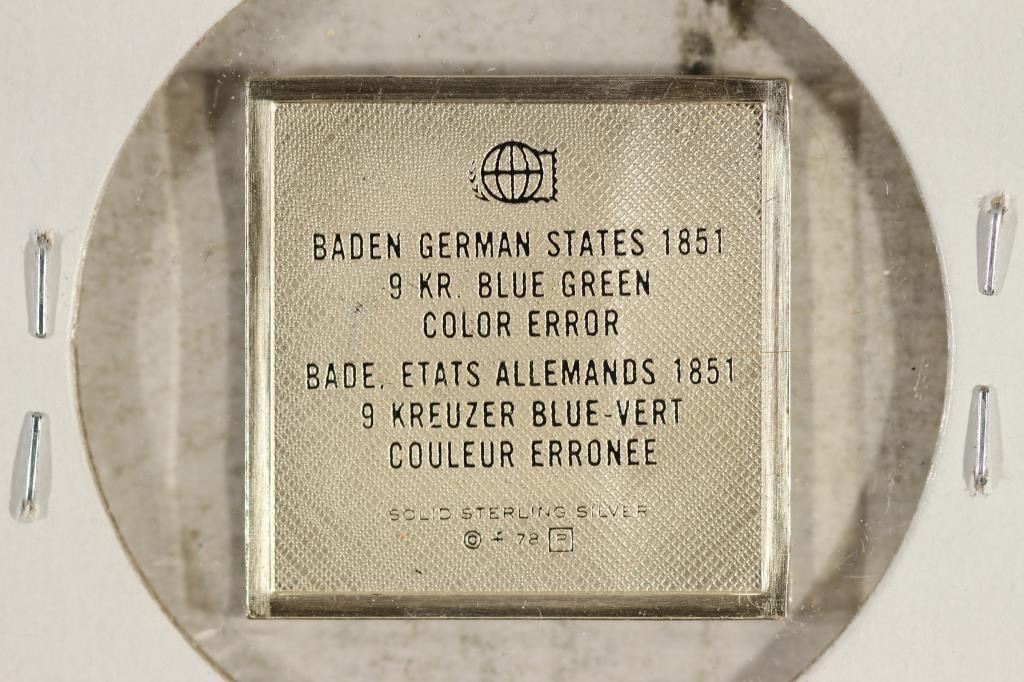 BADEN GERMAN STATES 1851
9 KR. BLUE GREEN
COLOR ERROR
BADE. ETATS ALLEMANDS 1851
9 KREUZER BLUE-VERT
COULEUR ERRONEE
SOLID STERLING SILVER
© f 78 P